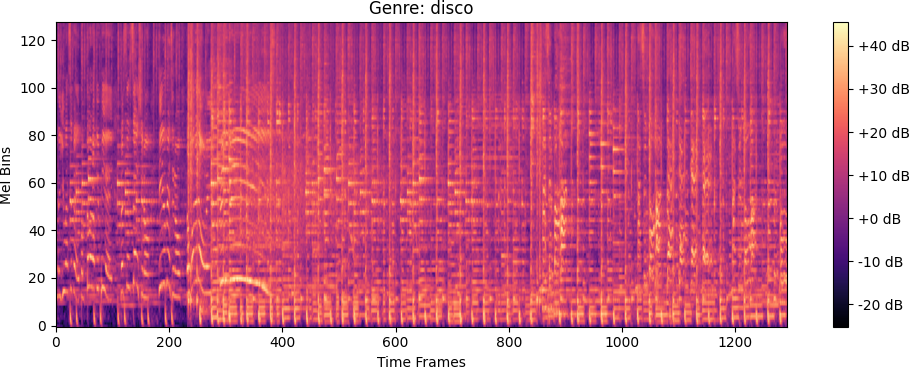 Genre: disco
120
100
80
60
40
20
0
Mel Bins
0 200 400 600 800 1000 1200
Time Frames
+40 dB
+30 dB
+20 dB
+10 dB
+0 dB
-10 dB
-20 dB